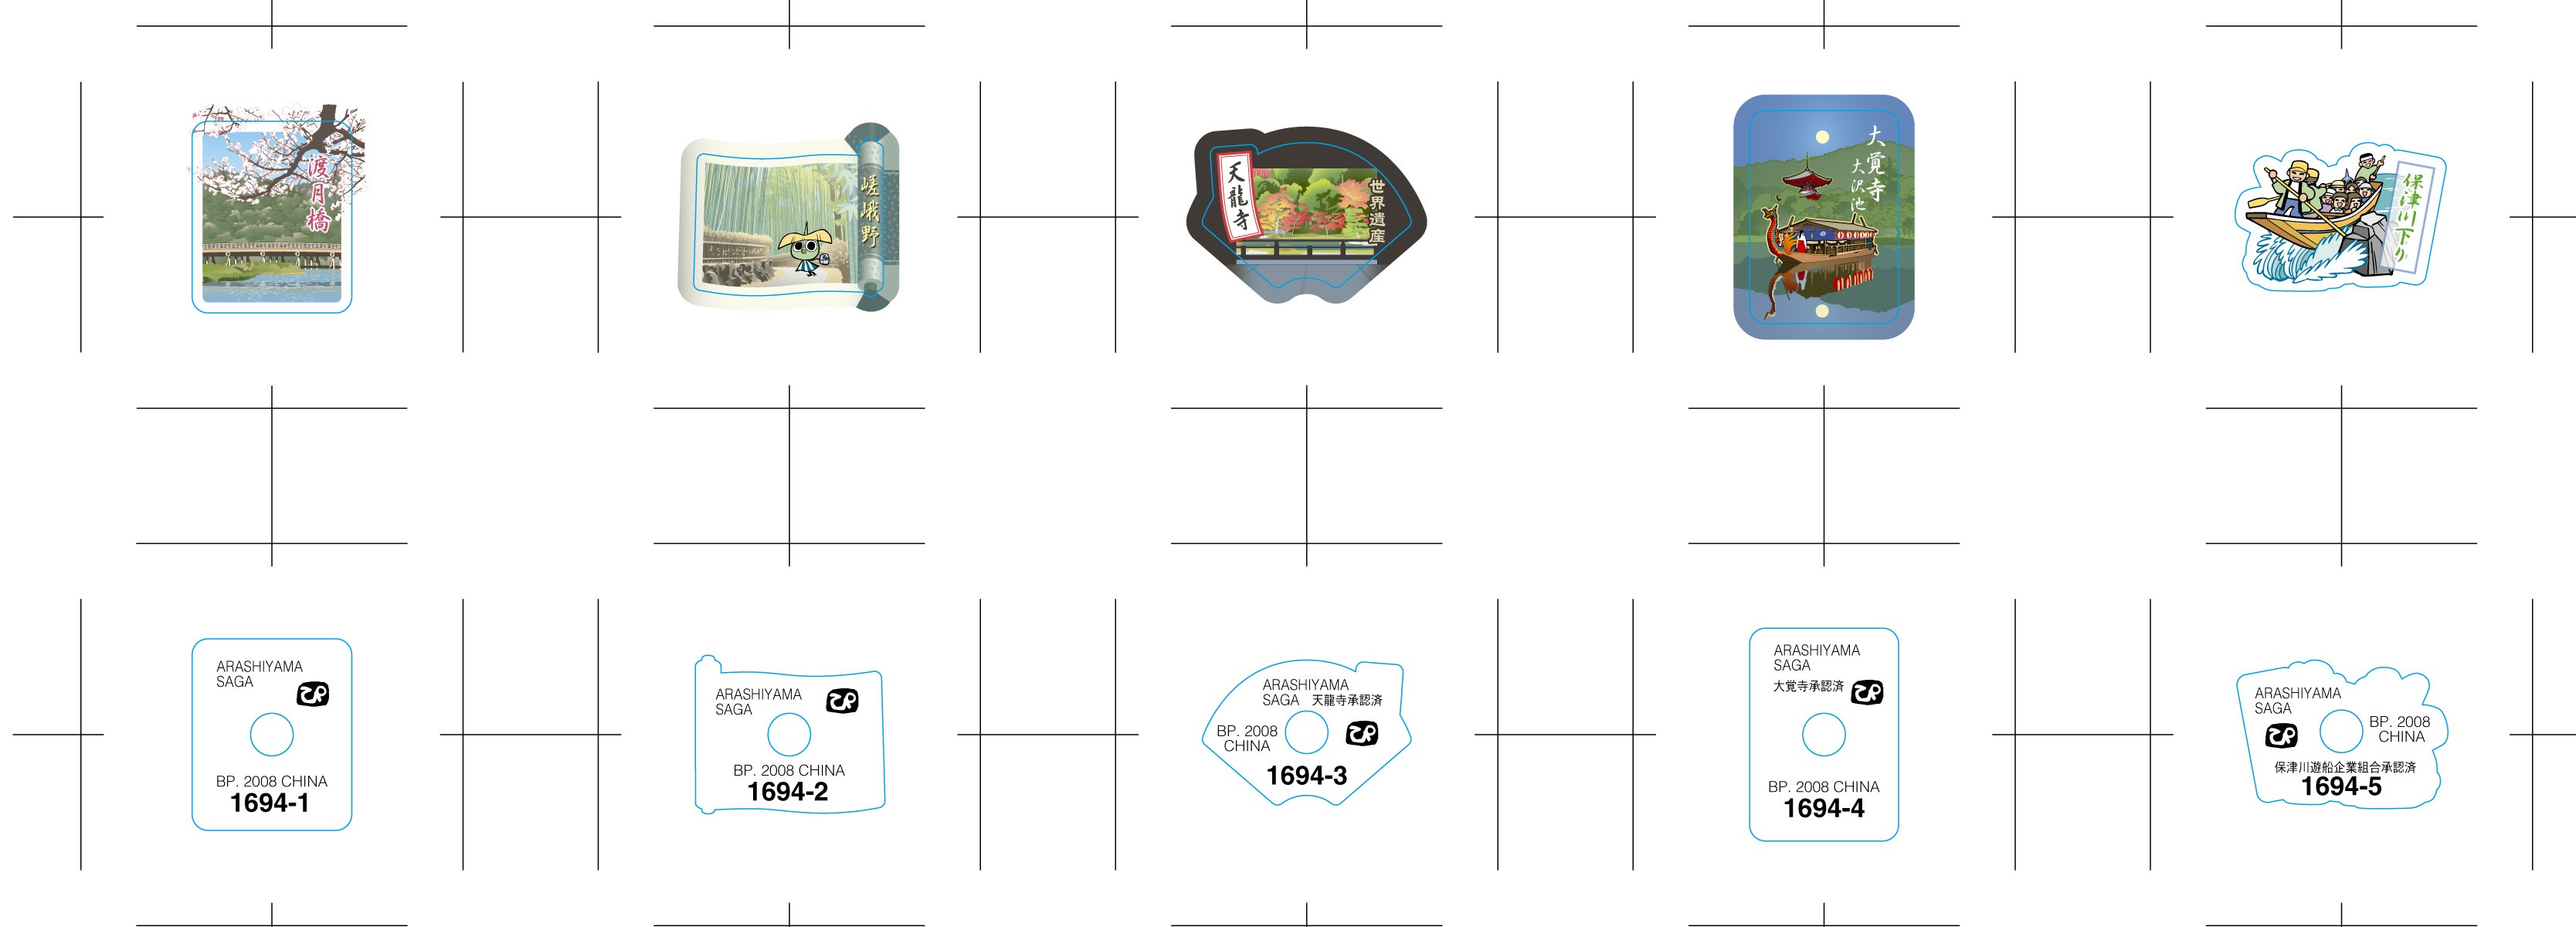 渡月橋
嵯峨野
天龍寺
世界遺産
大覚寺
大沢池
保津川下り
ARASHIYAMA
SAGA
BP. 2008 CHINA
1694-1
ARASHIYAMA
SAGA
BP. 2008 CHINA
1694-2
ARASHIYAMA
SAGA 天龍寺承認済
BP. 2008
CHINA
1694-3
ARASHIYAMA
SAGA
大覚寺承認済
BP. 2008 CHINA
1694-4
ARASHIYAMA
SAGA
BP. 2008
CHINA
保津川遊船企業組合承認済
1694-5